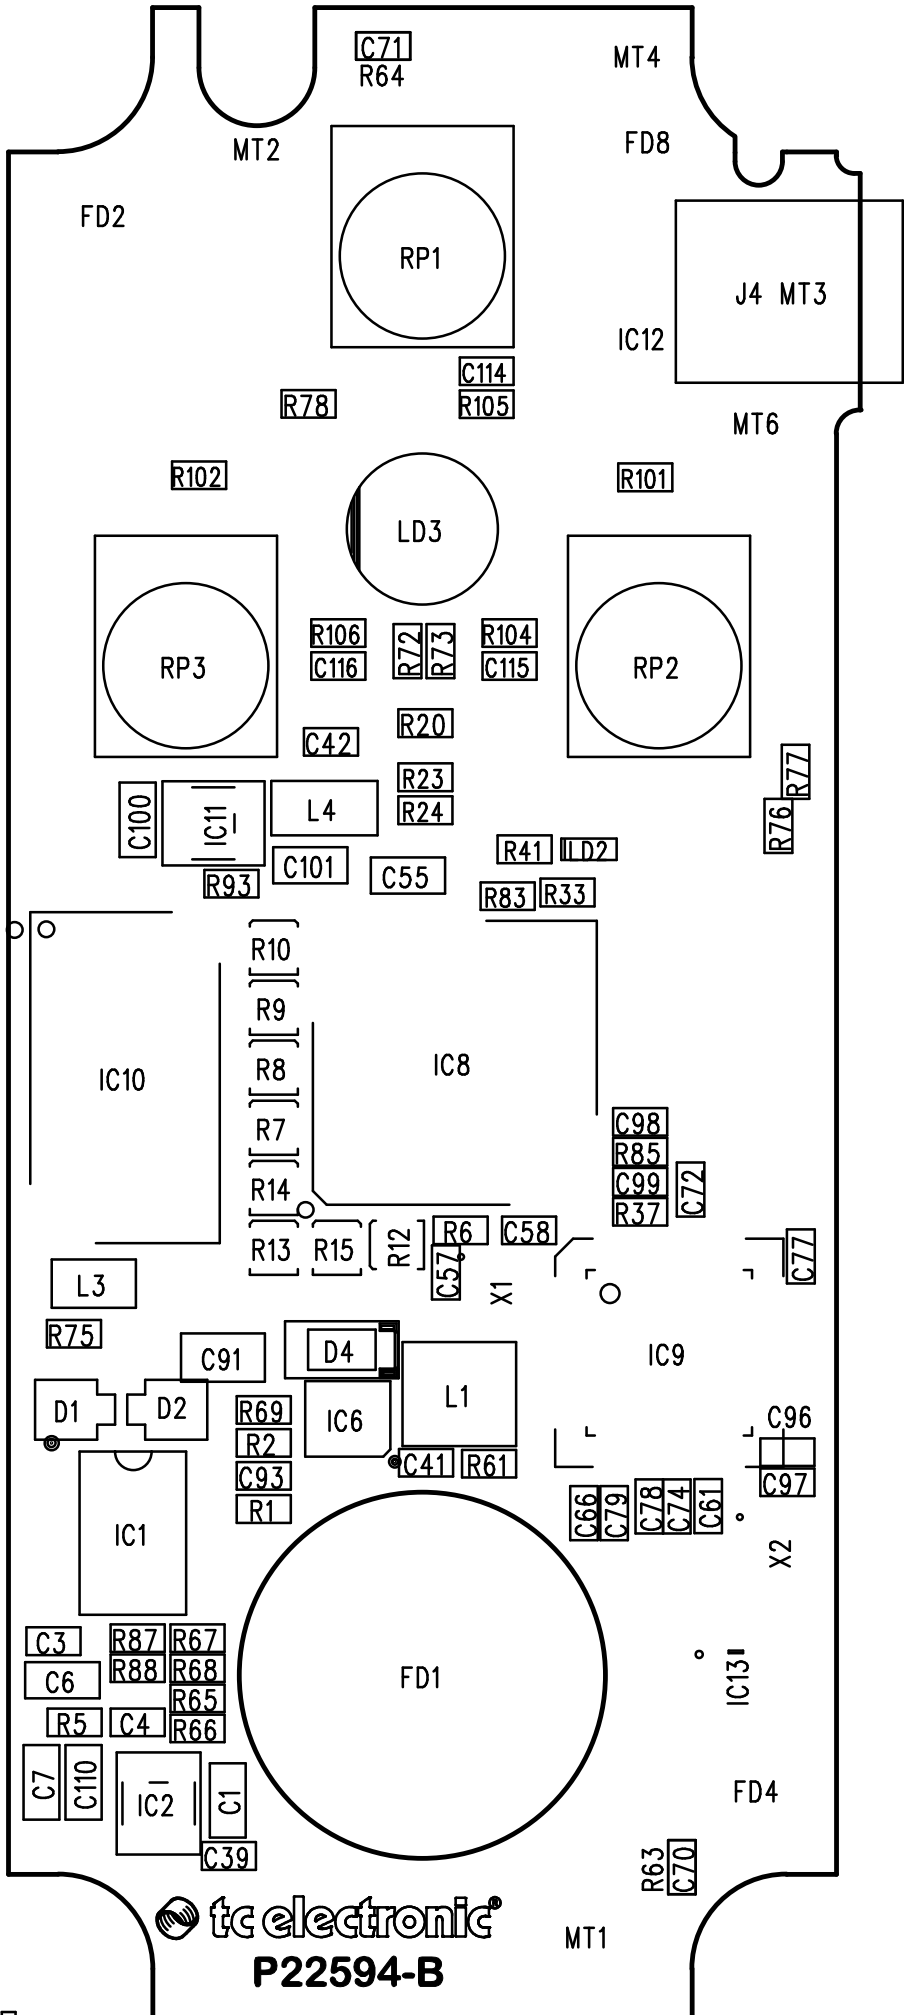 C71
R64
MT4
MT2
FD8
FD2
RP1
J4 MT3
IC12
C114
R78
R105
MT6
R102
R101
LD3
R106
R72
R73
R104
C116
C115
RP3
RP2
R20
C42
R77
R23
R24
L4
C100
IC11
R76
R41
LD2
C101
C55
R93
R83
R33
R10
R9
IC8
R8
IC10
R7
C98
R85
C99
C72
R37
R14
R6
C58
R13
R15
R12
C57
C77
L3
X1
R75
D4
IC9
C91
L1
D1
D2
R69
IC6
C96
R2
C41
R61
C93
C97
R1
C66
C79
C78
C74
C61
IC1
X2
C3
R87
R67
C6
R88
R68
FD1
IC13
R65
R5
C4
R66
C7
C110
IC2
C1
FD4
C39
R63
C70
tc electronic®
MT1
P22594-B